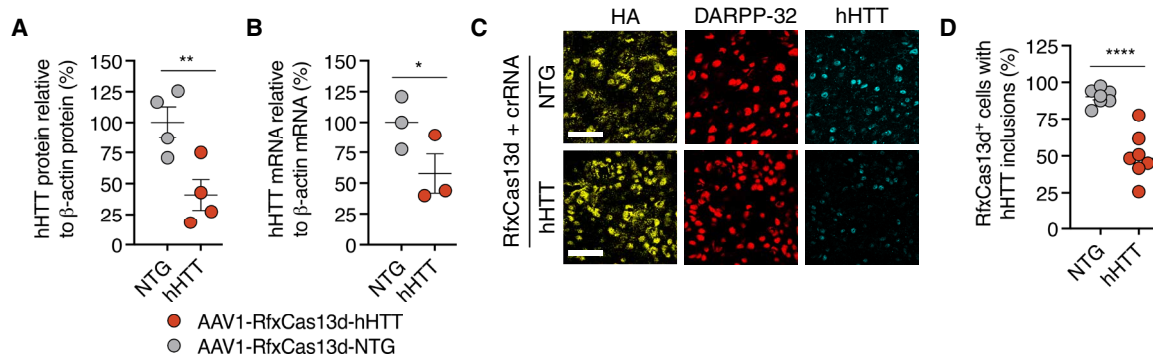 A
hHTT protein relative
to β-actin protein (%)
150
125
100
75
50
25
0
**
NTG
hHTT
B
hHTT mRNA relative
to β-actin mRNA (%)
150
125
100
75
50
25
0
*
NTG
hHTT
AAV1-RfxCas13d-hHTT
AAV1-RfxCas13d-NTG
C
HA
DARPP-32
hHTT
RfxCas13d + crRNA
NTG
hHTT
D
RfxCas13d⁺ cells with
hHTT inclusions (%)
125
100
75
50
25
0
****
NTG
hHTT